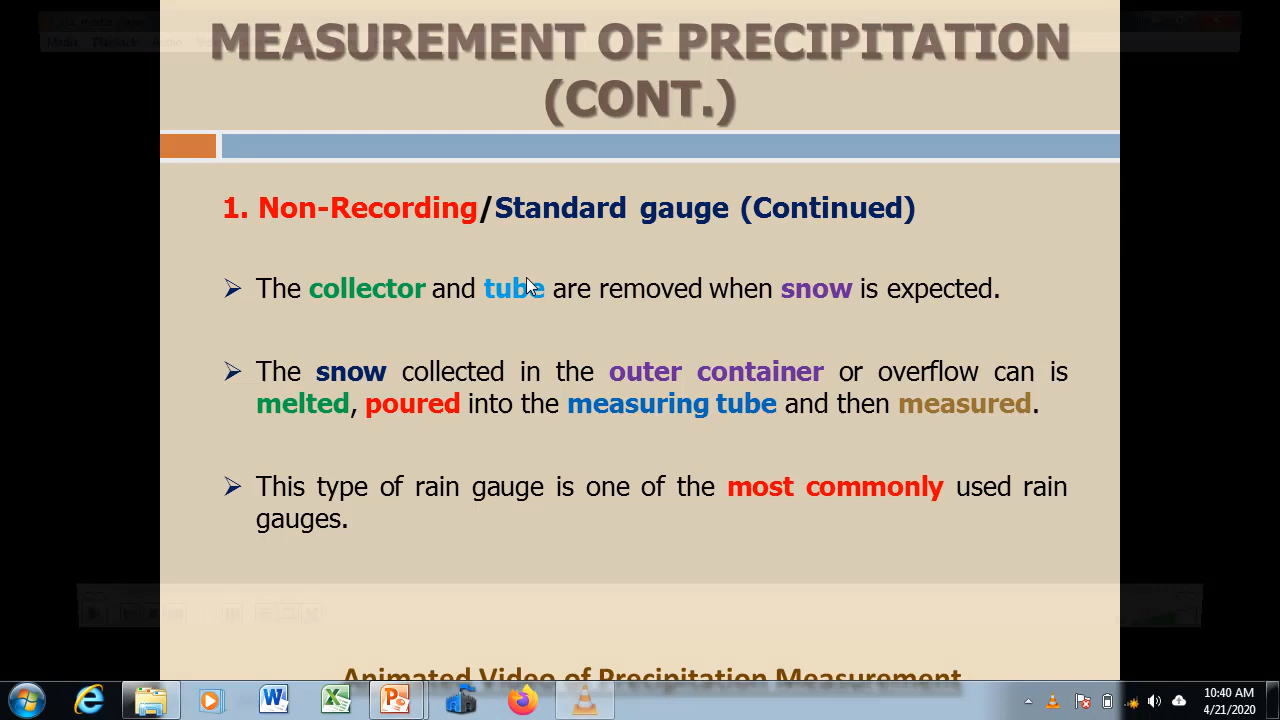 MEASUREMENT OF PRECIPITATION
(CONT.)
1. Non-Recording/Standard gauge (Continued)
➢ The collector and tube are removed when snow is expected.
➢ The snow collected in the outer container or overflow can is
melted, poured into the measuring tube and then measured.
➢ This type of rain gauge is one of the most commonly used rain
gauges.
Animated Video of Precipitation Measurement
10:40 AM
4/21/2020